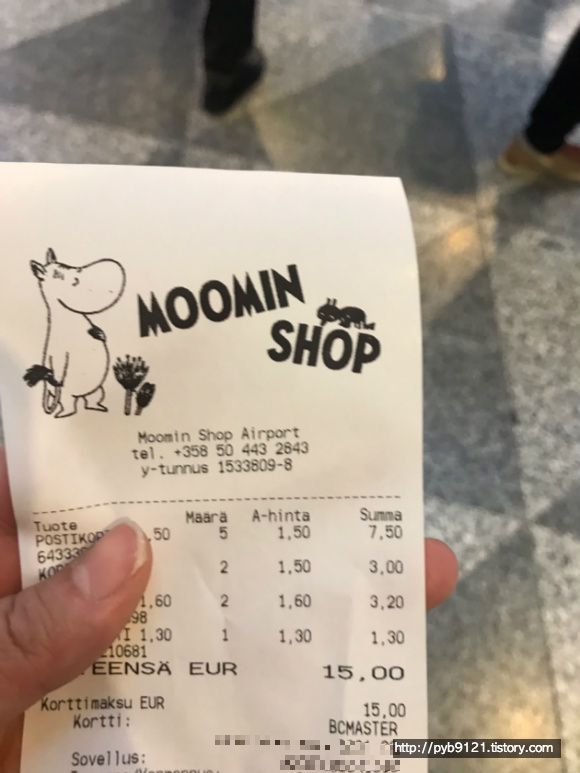 MOOMIN
SHOP
Moomin Shop Airport
tel. +358 50 443 2843
y-tunnus 1533809-8
Tuote Määrä A-hinta Summa
,50 5 1,50 7,50
2 1,50 3,00
1,60 2 1,60 3,20
98
1,30 1 1,30 1,30
210681
EENSÄ EUR 15,00
Korttimaksu EUR 15,00
Kortti: BCMASTER
Sovellus:
http://pyb9121.tistory.com